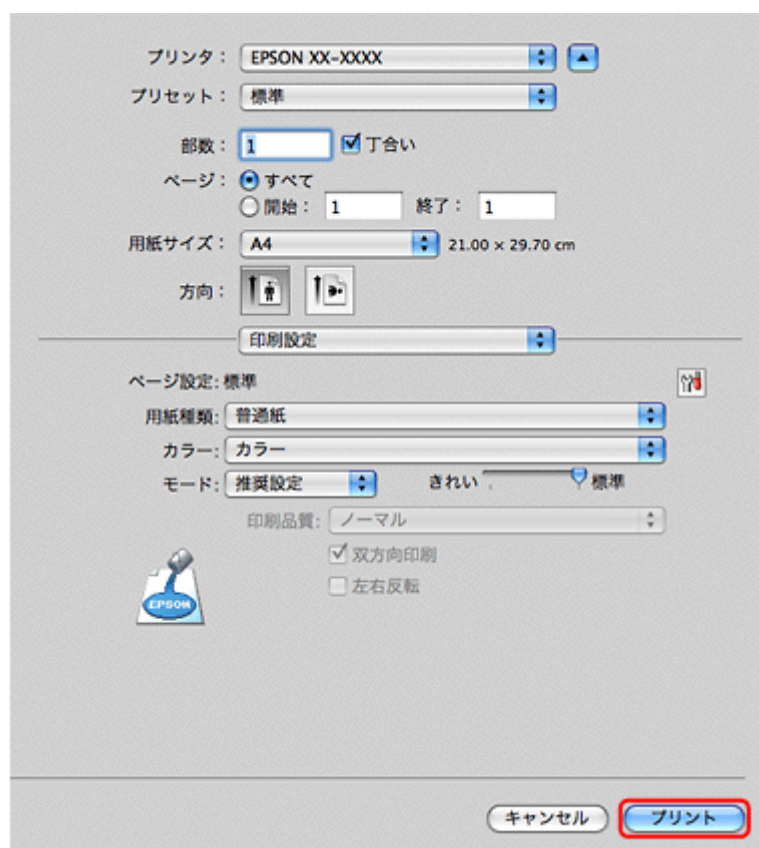 プリンタ： EPSON XX-XXXX
プリセット： 標準
部数： 1 丁合い
ページ： すべて
開始： 1 終了： 1
用紙サイズ： A4 21.00 × 29.70 cm
方向：
印刷設定
ページ設定: 標準
用紙種類: 普通紙
カラー: カラー
モード: 推奨設定 きれい 標準
印刷品質: ノーマル
双方向印刷
左右反転
EPSON
キャンセル プリント